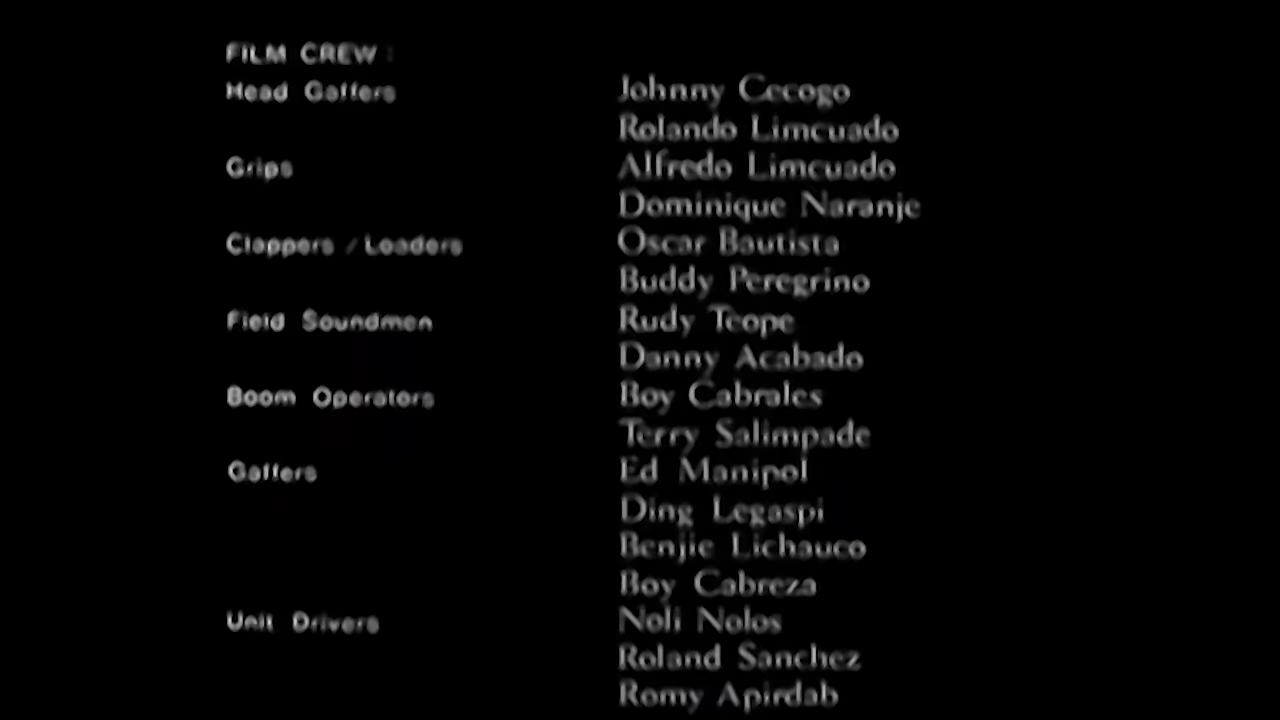 FILM CREW :
Head Gaffers Johnny Cecogo
Rolando Limcuado
Grips Alfredo Limcuado
Dominique Naranje
Clappers / Loaders Oscar Bautista
Buddy Peregrino
Field Soundmen Rudy Teope
Danny Acabado
Boom Operators Boy Cabrales
Terry Salimpade
Gaffers Ed Manipol
Ding Legaspi
Benjie Lichauco
Boy Cabreza
Unit Drivers Noli Nolos
Roland Sanchez
Romy Apirdab